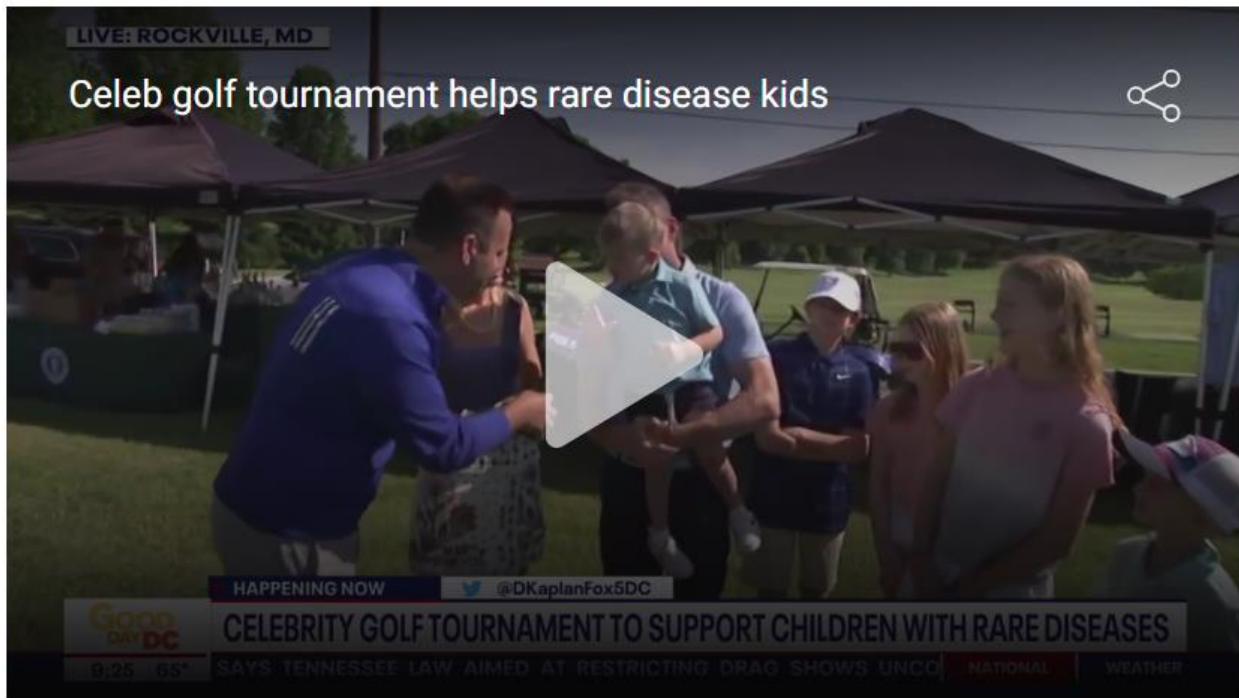 LIVE: ROCKVILLE, MD
Celeb golf tournament helps rare disease kids
HAPPENING NOW @DKaplanFox5DC
GOOD
DAY DC
CELEBRITY GOLF TOURNAMENT TO SUPPORT CHILDREN WITH RARE DISEASES
9:25 65° SAYS TENNESSEE LAW AIMED AT RESTRICTING DRAG SHOWS UNCO NATIONAL WEATHER